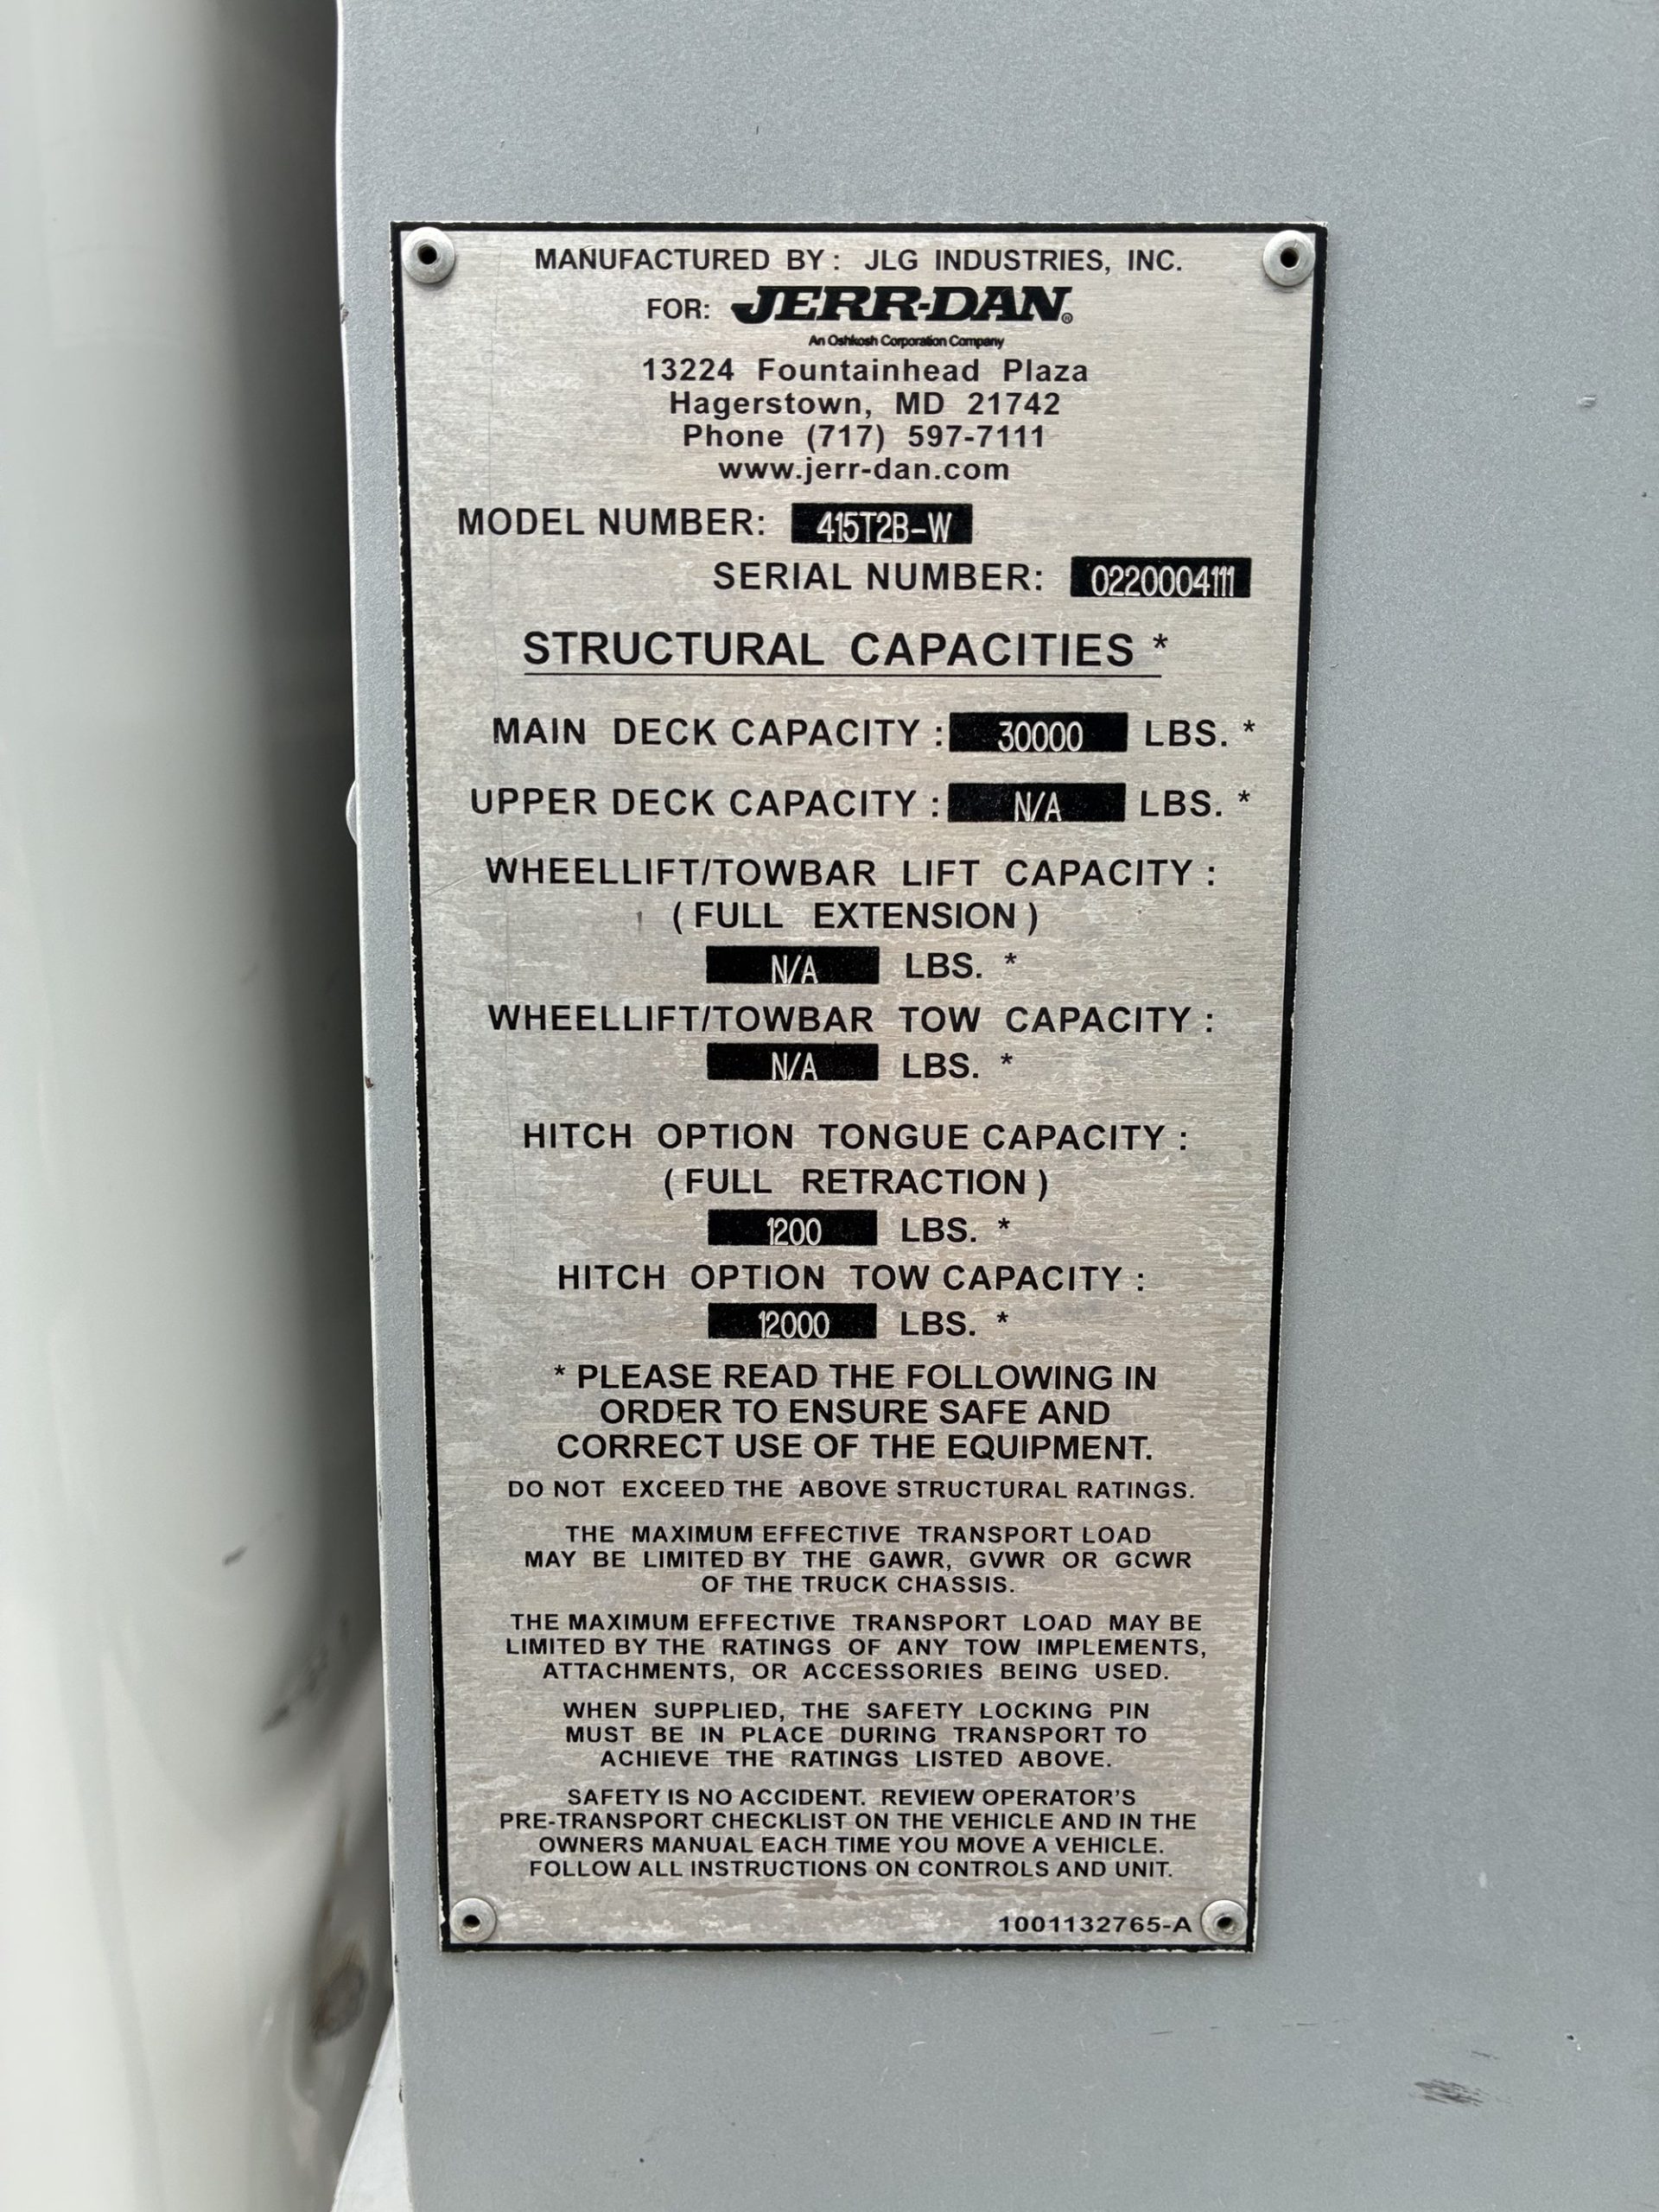 MANUFACTURED BY: JLG INDUSTRIES, INC.
FOR: JERR-DAN®
An Oshkosh Corporation Company
13224 Fountainhead Plaza
Hagerstown, MD 21742
Phone (717) 597-7111
www.jerr-dan.com
MODEL NUMBER: 415T2B-W
SERIAL NUMBER: 0220004111
STRUCTURAL CAPACITIES *
MAIN DECK CAPACITY: 30000 LBS. *
UPPER DECK CAPACITY: N/A LBS. *
WHEELLIFT/TOWBAR LIFT CAPACITY:
(FULL EXTENSION)
N/A LBS. *
WHEELLIFT/TOWBAR TOW CAPACITY:
N/A LBS. *
HITCH OPTION TONGUE CAPACITY:
(FULL RETRACTION)
1200 LBS. *
HITCH OPTION TOW CAPACITY:
12000 LBS. *
* PLEASE READ THE FOLLOWING IN
ORDER TO ENSURE SAFE AND
CORRECT USE OF THE EQUIPMENT.
DO NOT EXCEED THE ABOVE STRUCTURAL RATINGS.
THE MAXIMUM EFFECTIVE TRANSPORT LOAD
MAY BE LIMITED BY THE GAWR, GVWR OR GCWR
OF THE TRUCK CHASSIS.
THE MAXIMUM EFFECTIVE TRANSPORT LOAD MAY BE
LIMITED BY THE RATINGS OF ANY TOW IMPLEMENTS,
ATTACHMENTS, OR ACCESSORIES BEING USED.
WHEN SUPPLIED, THE SAFETY LOCKING PIN
MUST BE IN PLACE DURING TRANSPORT TO
ACHIEVE THE RATINGS LISTED ABOVE.
SAFETY IS NO ACCIDENT. REVIEW OPERATOR'S
PRE-TRANSPORT CHECKLIST ON THE VEHICLE AND IN THE
OWNERS MANUAL EACH TIME YOU MOVE A VEHICLE.
FOLLOW ALL INSTRUCTIONS ON CONTROLS AND UNIT.
1001132765-A